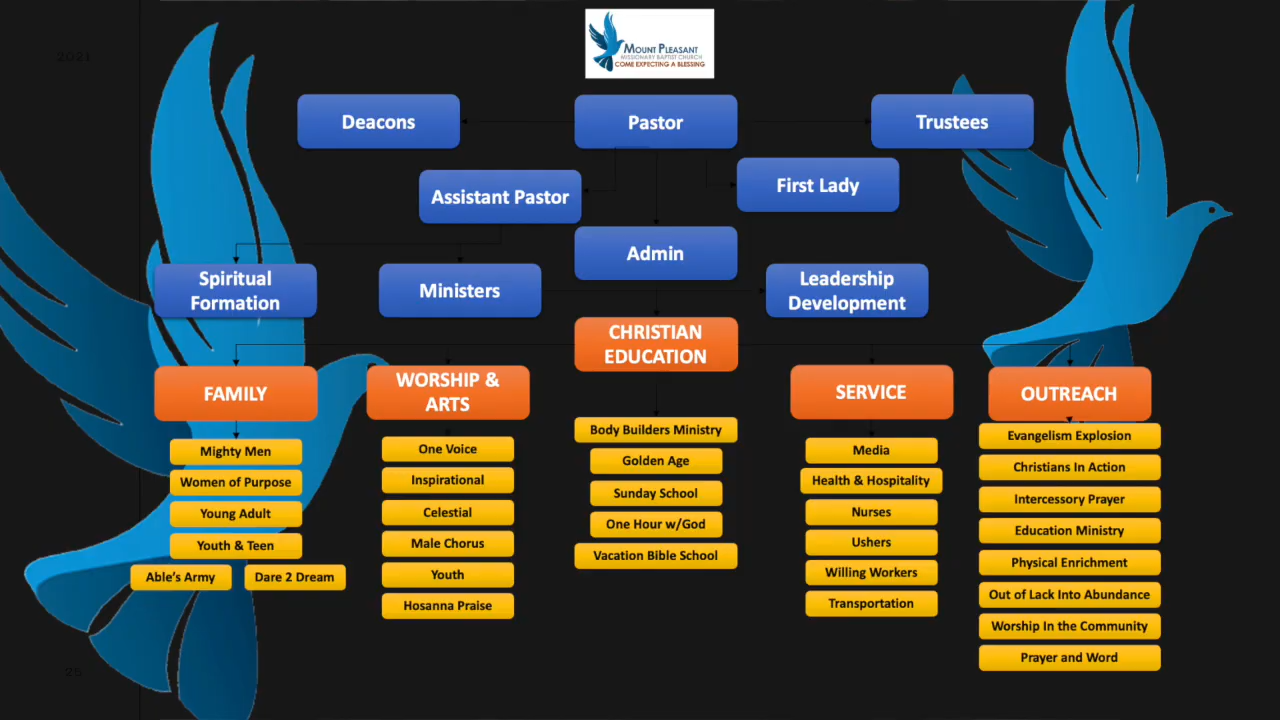 2021
MOUNT PLEASANT
MISSIONARY BAPTIST CHURCH
COME EXPECTING A BLESSING
Deacons
Pastor
Trustees
Assistant Pastor
First Lady
Admin
Spiritual
Formation
Ministers
Leadership
Development
CHRISTIAN
EDUCATION
FAMILY
WORSHIP &
ARTS
SERVICE
OUTREACH
Mighty Men
Women of Purpose
Young Adult
Youth & Teen
Able's Army
Dare 2 Dream
One Voice
Inspirational
Celestial
Male Chorus
Youth
Hosanna Praise
Body Builders Ministry
Golden Age
Sunday School
One Hour w/God
Vacation Bible School
Media
Health & Hospitality
Nurses
Ushers
Willing Workers
Transportation
Evangelism Explosion
Christians In Action
Intercessory Prayer
Education Ministry
Physical Enrichment
Out of Lack Into Abundance
Worship In the Community
Prayer and Word
25